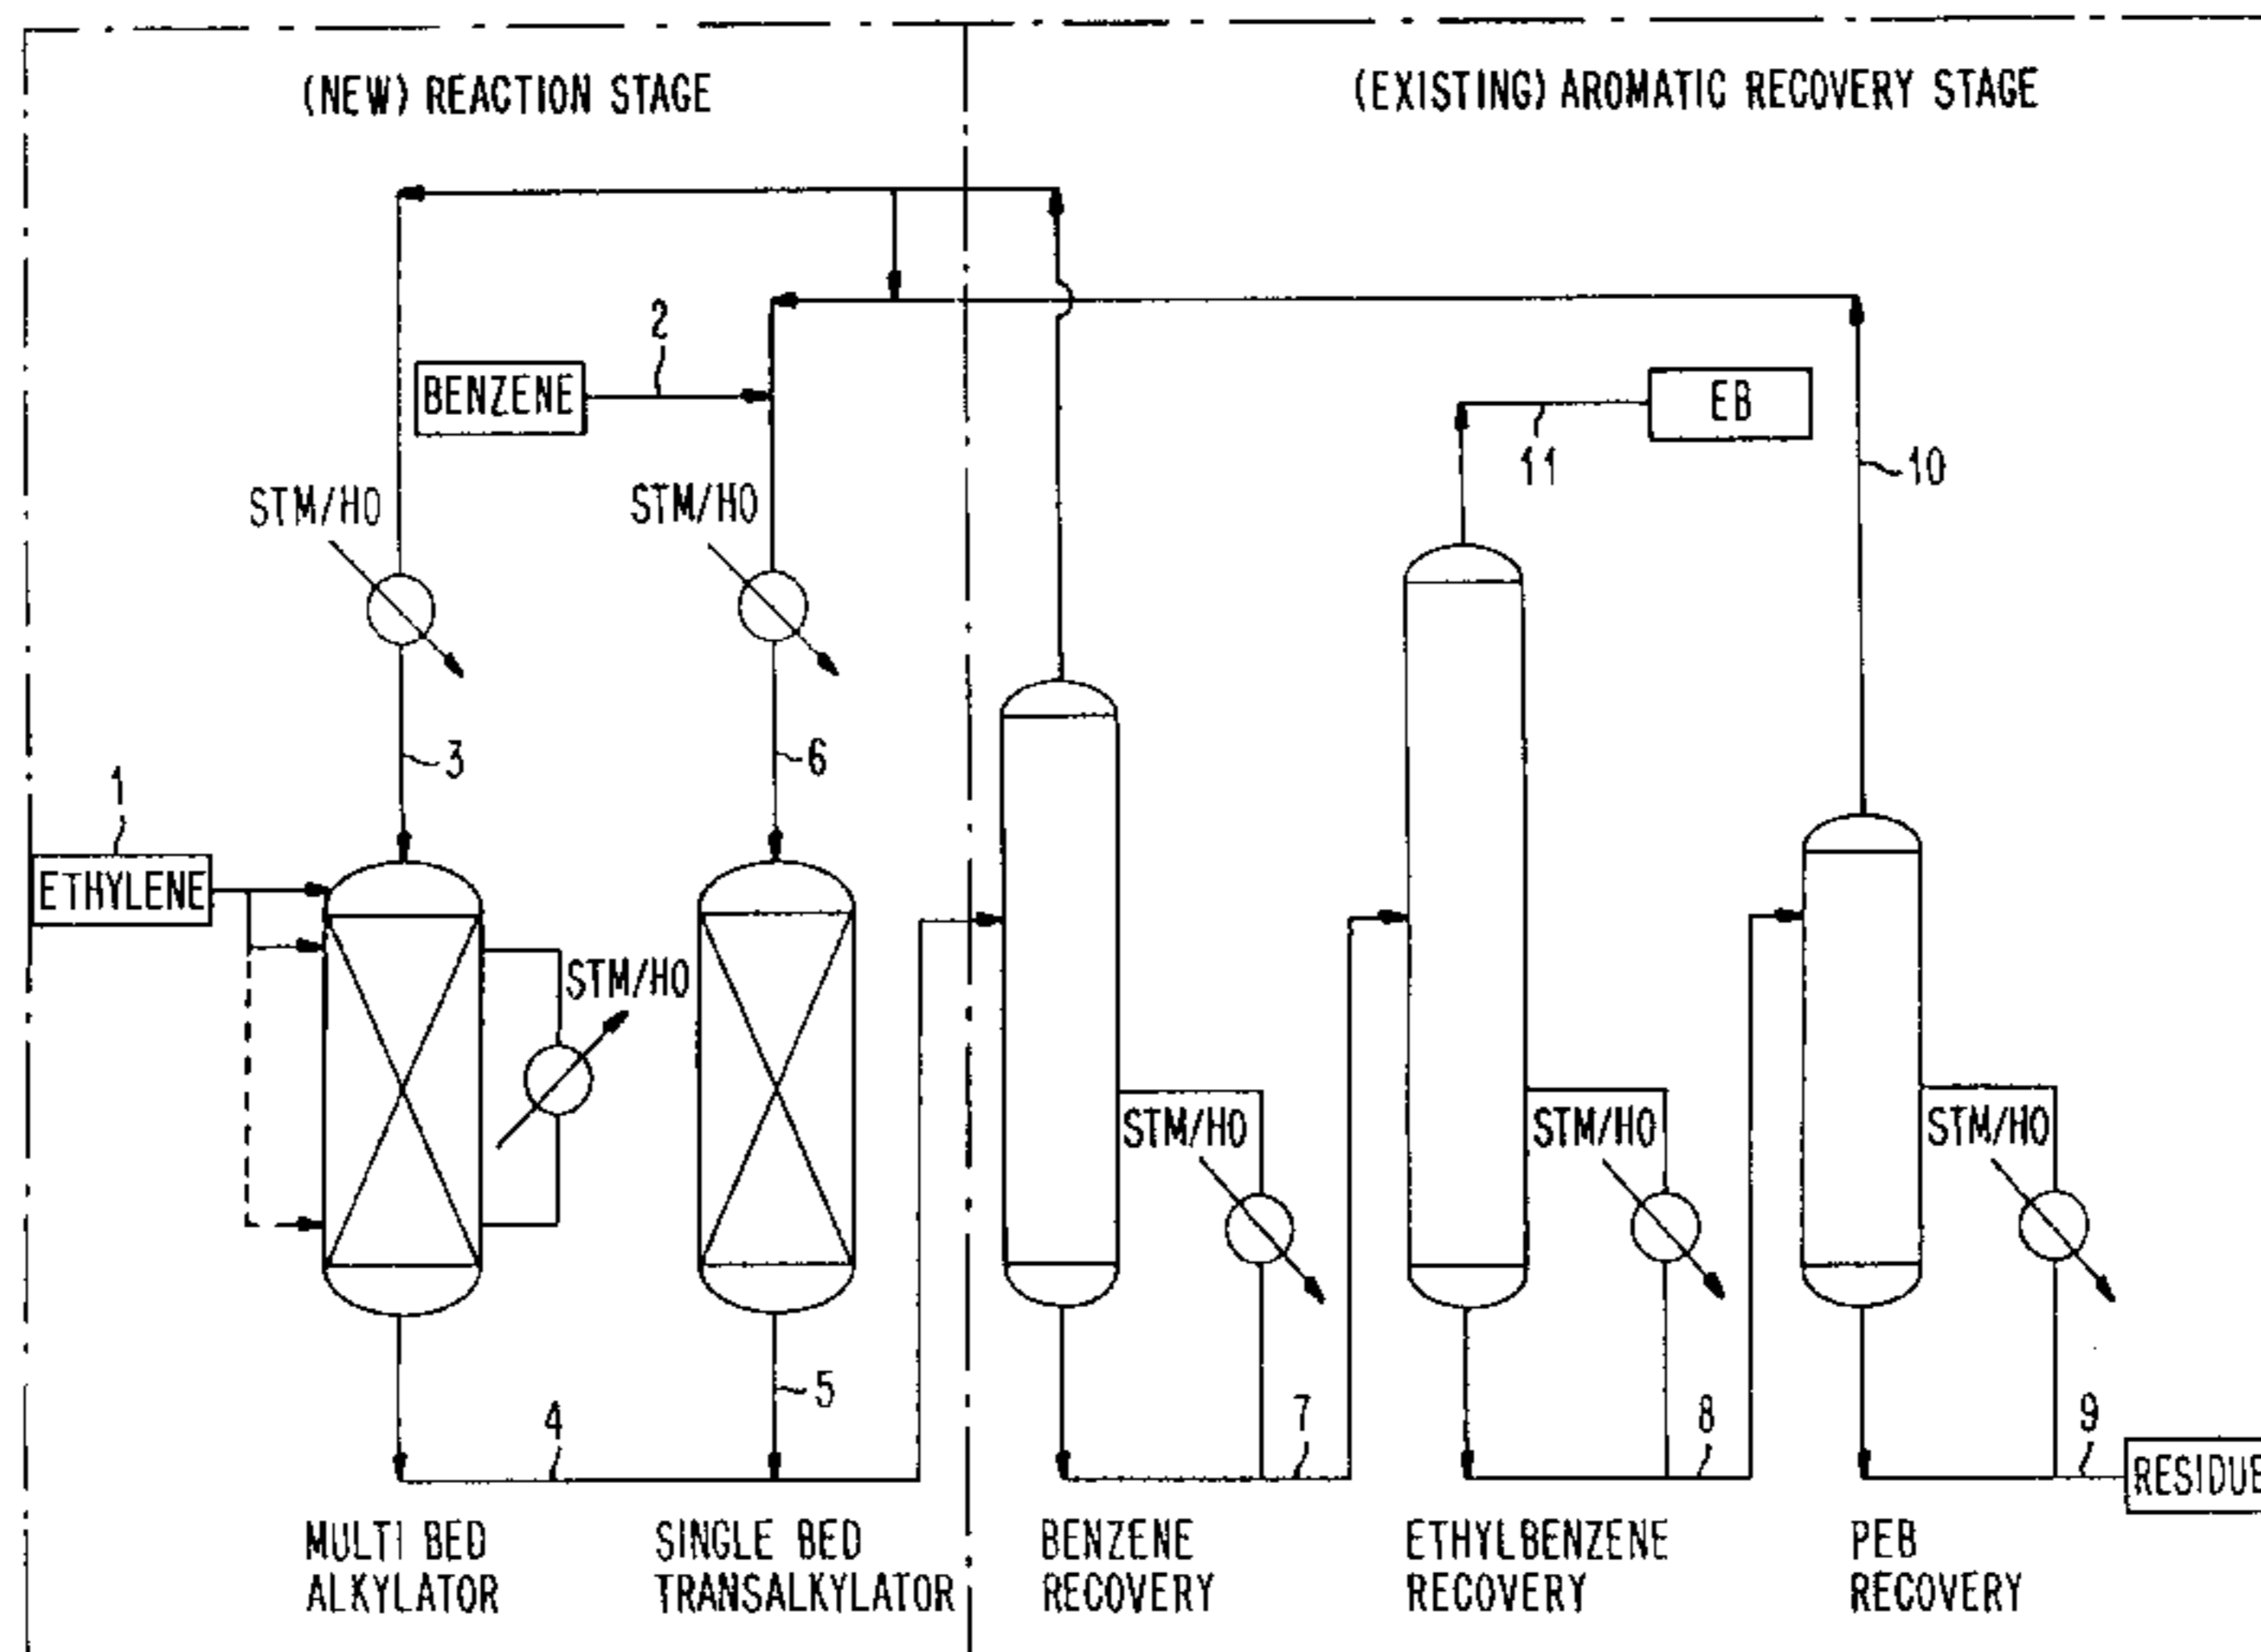 (NEW) REACTION STAGE
(EXISTING) AROMATIC RECOVERY STAGE
2
BENZENE
EB
11
10
STM/HO
STM/HO
3
6
1
ETHYLENE
STM/HO
STM/HO
STM/HO
STM/HO
5
4
7
8
9
RESIDUE
MULTI BED
ALKYLATOR
SINGLE BED
TRANSALKYLATOR
BENZENE
RECOVERY
ETHYLBENZENE
RECOVERY
PEB
RECOVERY